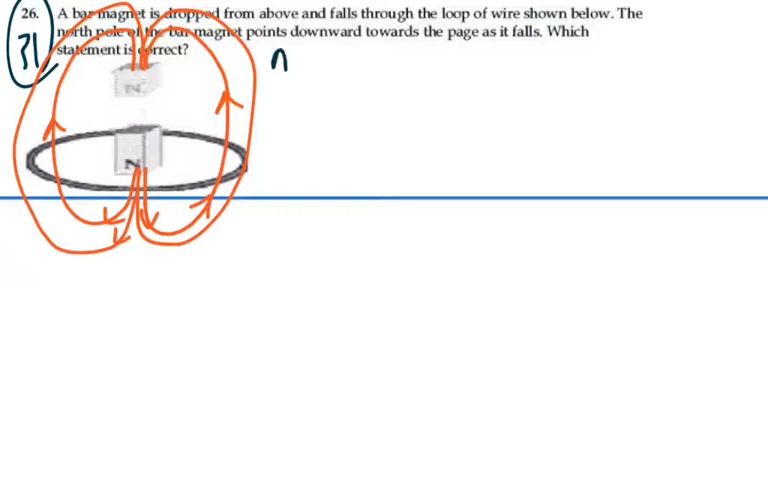 26. A bar magnet is dropped from above and falls through the loop of wire shown below. The
north pole of the bar magnet points downward towards the page as it falls. Which
statement is correct?
31
n
N
N